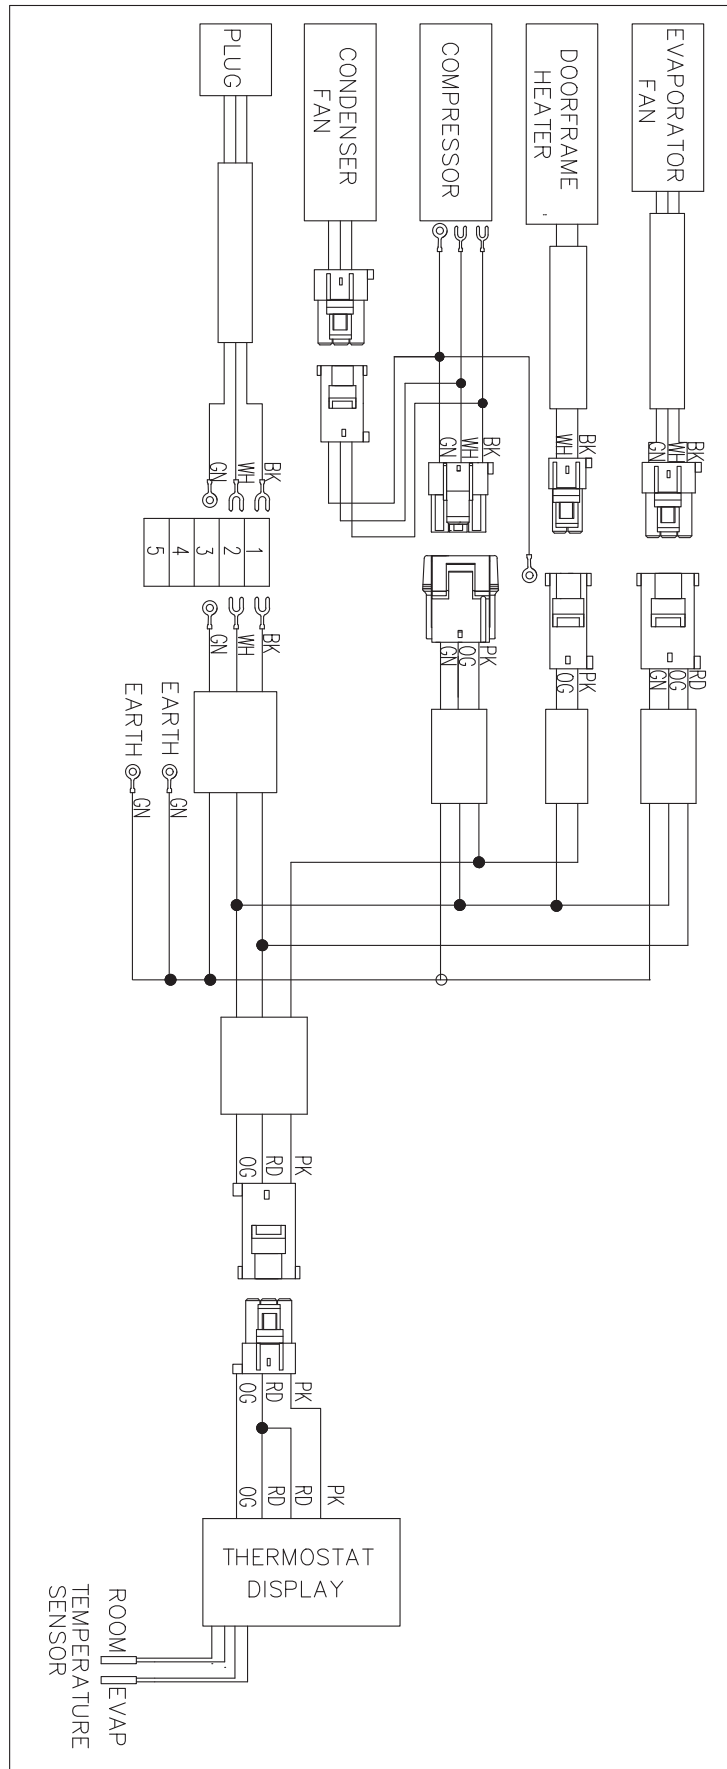 PLUG
CONDENSER
FAN
COMPRESSOR
DOORFRAME
HEATER
EVAPORATOR
FAN
GN
WH
BK
GN
WH
BK
WH
BK
GN
WH
BK
5
4
3
2
1
GN
WH
BK
GN
OG
PK
OG
PK
GN
OG
RD
EARTH
GN
EARTH
GN
OG
RD
PK
OG
RD
PK
OG
RD
RD
PK
THERMOSTAT
DISPLAY
ROOM
EVAP
TEMPERATURE
SENSOR